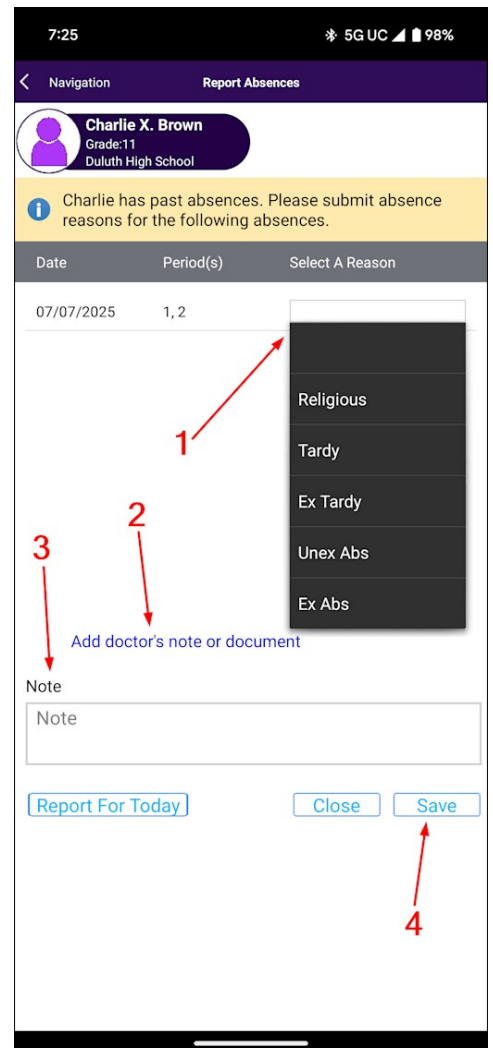 7:25 5G UC 98%
Navigation Report Absences
Charlie X. Brown
Grade:11
Duluth High School
Charlie has past absences. Please submit absence
reasons for the following absences.
Date Period(s) Select A Reason
07/07/2025 1, 2
Religious
1
Tardy
Ex Tardy
2
3
Unex Abs
Ex Abs
Add doctor's note or document
Note
Note
Report For Today Close Save
4